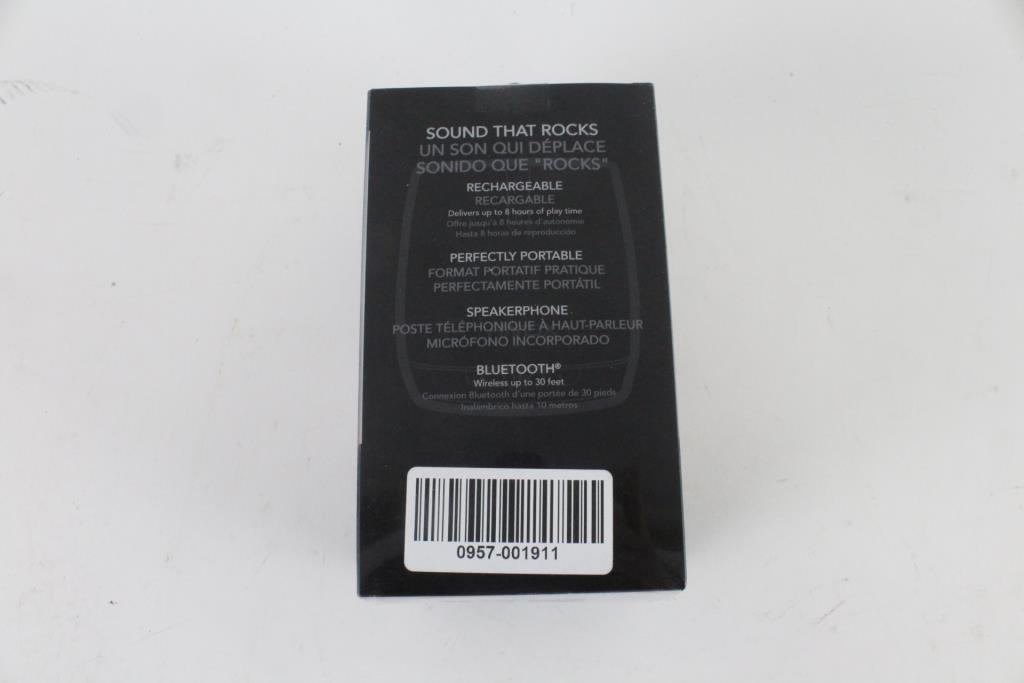 SOUND THAT ROCKS
UN SON QUI DÉPLACE
SONIDO QUE "ROCKS"
RECHARGEABLE
RECARGABLE
Delivers up to 8 hours of play time
Offre jusqu'à 8 heures d'autonomie
Hasta 8 horas de reproducción
PERFECTLY PORTABLE
FORMAT PORTATIF PRATIQUE
PERFECTAMENTE PORTÁTIL
SPEAKERPHONE
POSTE TÉLÉPHONIQUE À HAUT-PARLEUR
MICRÓFONO INCORPORADO
BLUETOOTH®
Wireless up to 30 feet
Connexion Bluetooth d'une portée de 30 pieds
Inalámbrico hasta 10 metros
0957-001911